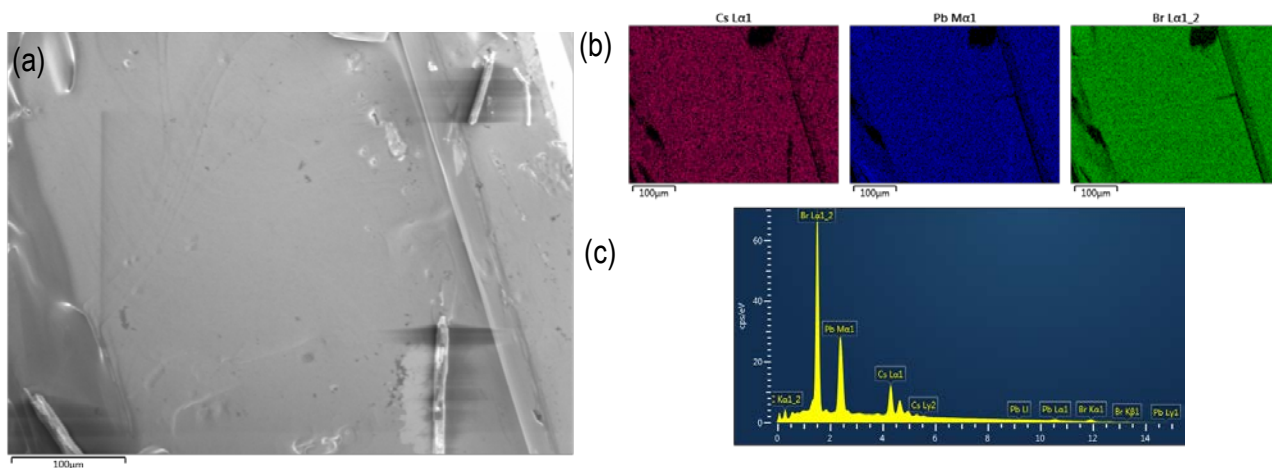 (a)
100µm
(b)
Cs Lα1
Pb Mα1
Br Lα1_2
100µm
100µm
100µm
(c)
cps/eV
60
40
20
0
Br Lα1_2
Pb Mα1
Cs Lα1
Kα1_2
Cs Lγ2
Pb Ll
Pb Lα1
Br Kα1
Br Kβ1
Pb Lγ1
0 2 4 6 8 10 12 14